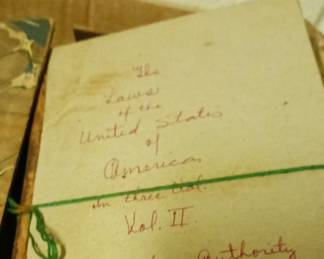 The
Laws
of the
United States
of
America
in three Vol.
Vol. II.
Authority